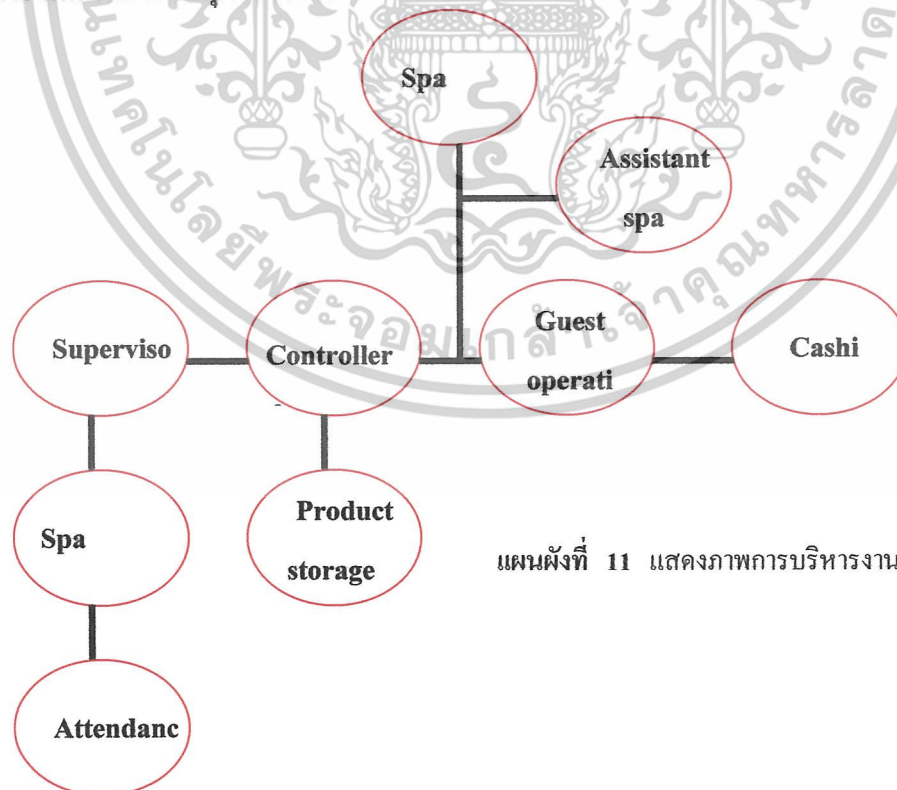 Spa
Assistant
spa
Superviso
Controller
Guest
operati
Cashi
Spa
Product
storage
Attendanc
แผนผังที่ 11 แสดงภาพการบริหารงาน